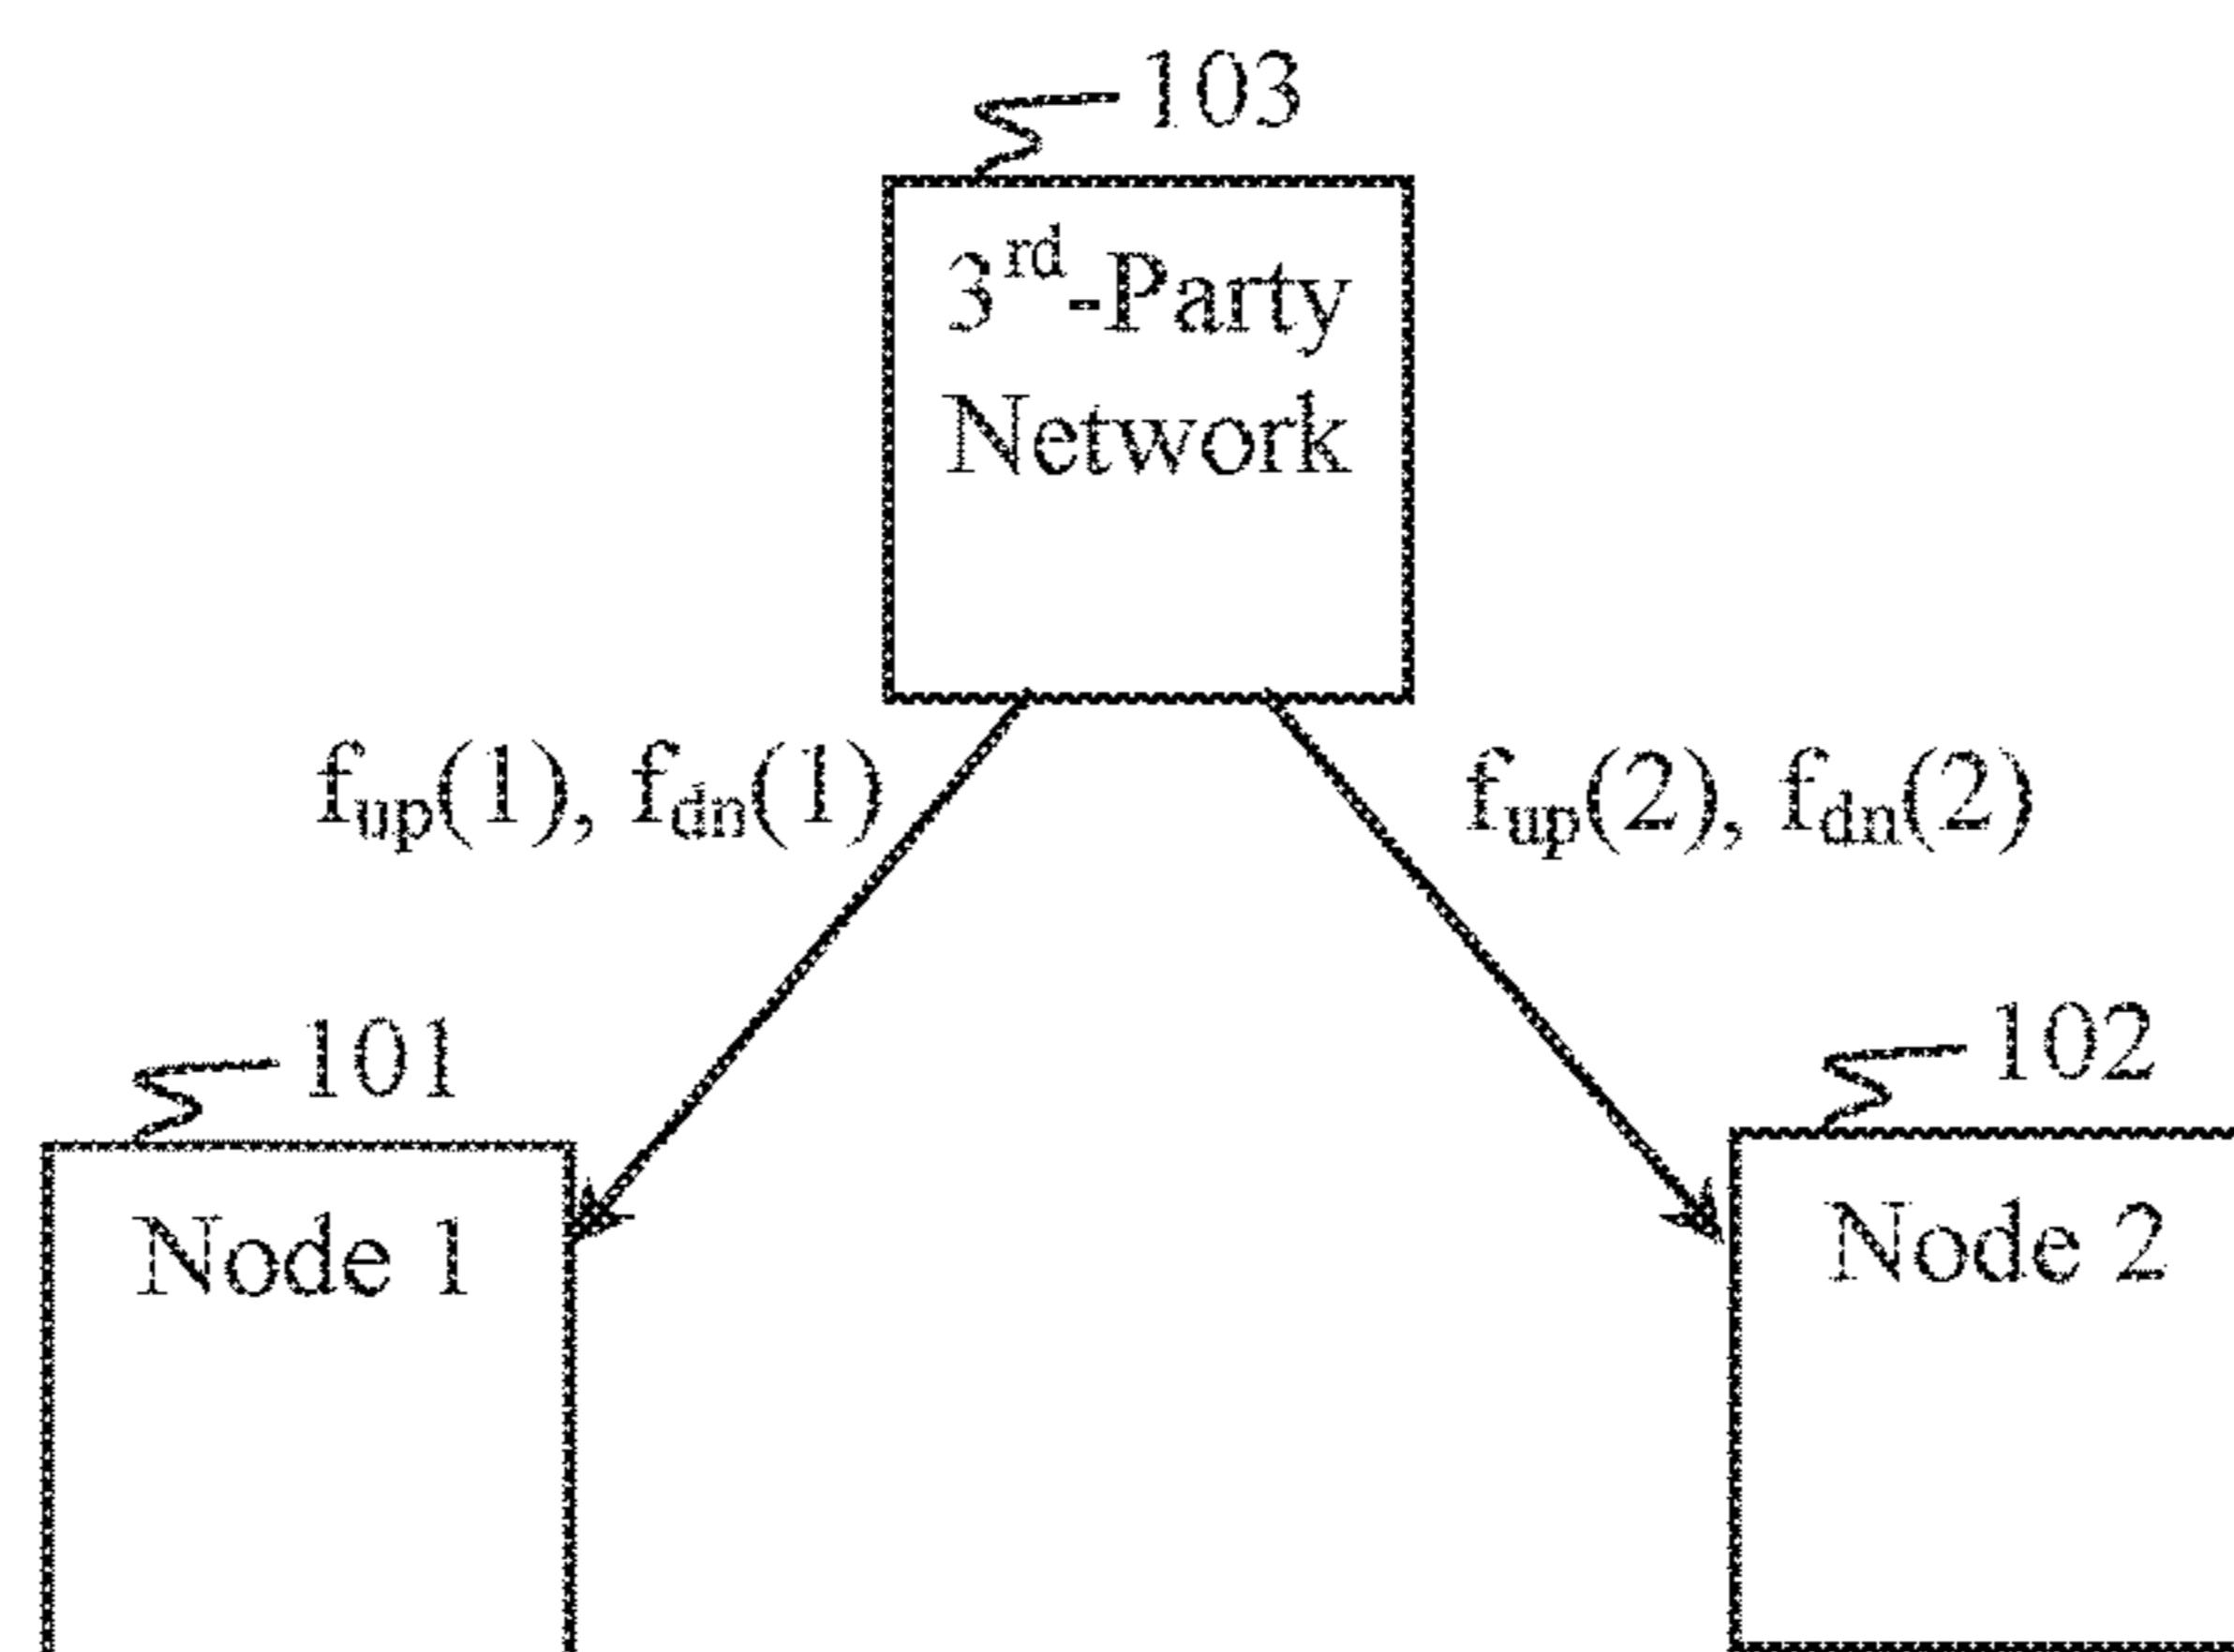 103
3rd-Party
Network
fup(1), fdn(1)
fup(2), fdn(2)
101
102
Node 1
Node 2